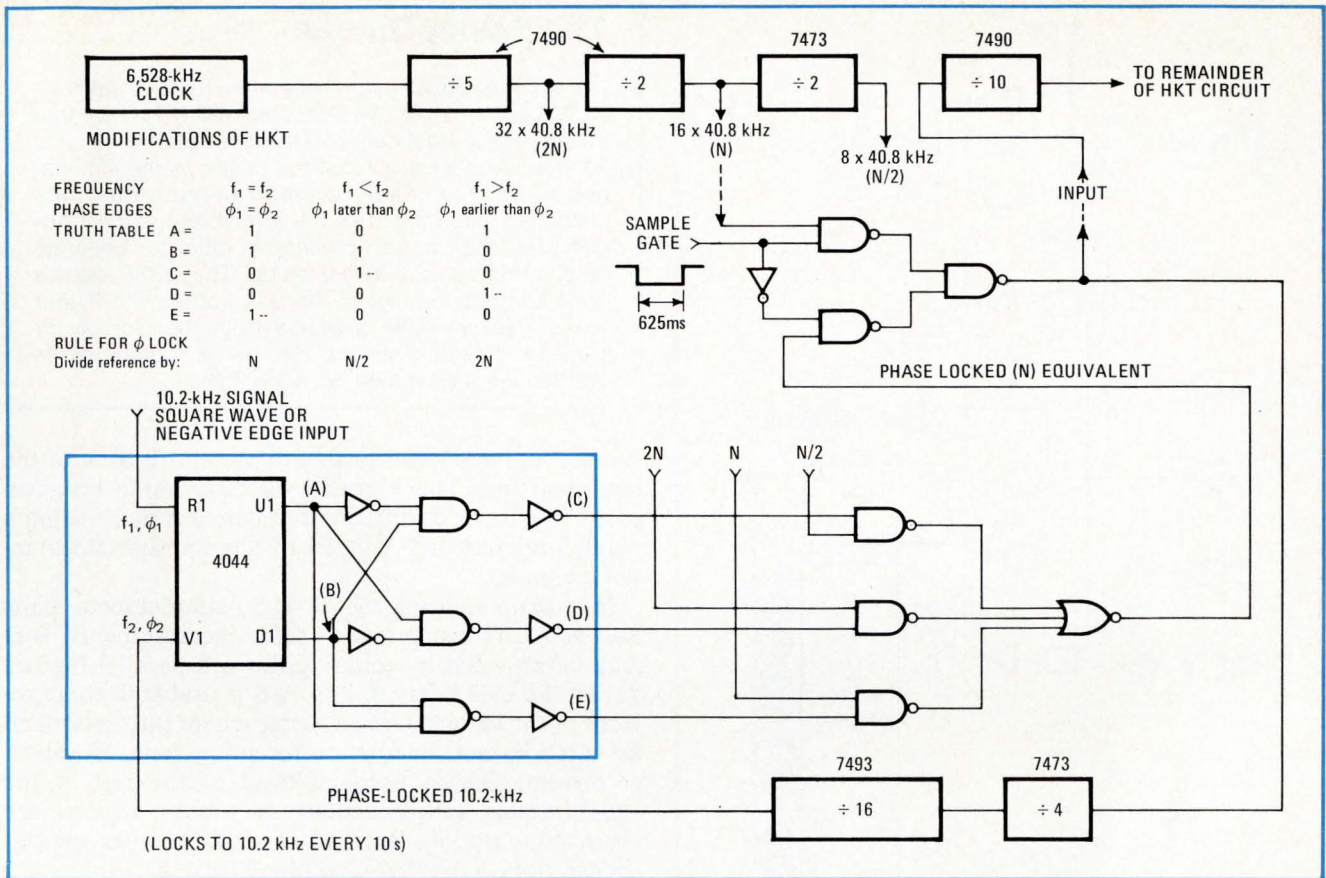 7490
7473
7490
6,528-kHz
CLOCK
÷ 5
÷ 2
÷ 2
÷ 10
TO REMAINDER
OF HKT CIRCUIT
MODIFICATIONS OF HKT
32 x 40.8 kHz
(2N)
16 x 40.8 kHz
(N)
8 x 40.8 kHz
(N/2)
INPUT
FREQUENCY f₁ = f₂ f₁ < f₂ f₁ > f₂
PHASE EDGES ϕ₁ = ϕ₂ ϕ₁ later than ϕ₂ ϕ₁ earlier than ϕ₂
TRUTH TABLE A = 1 0 1
B = 1 1 0
C = 0 1-- 0
D = 0 0 1--
E = 1-- 0 0
RULE FOR ϕ LOCK
Divide reference by: N N/2 2N
SAMPLE
GATE >
625ms
PHASE LOCKED (N) EQUIVALENT
10.2-kHz SIGNAL
SQUARE WAVE OR
NEGATIVE EDGE INPUT
2N N N/2
R1 U1 (A) (C)
f₁, ϕ₁
4044
(B) (D)
f₂, ϕ₂
V1 D1
(E)
7493
7473
÷ 16
÷ 4
PHASE-LOCKED 10.2-kHz
(LOCKS TO 10.2 kHz EVERY 10 s)